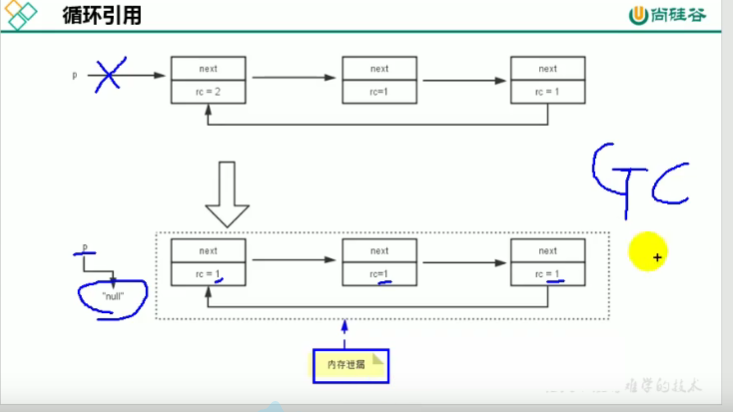 循环引用
尚硅谷
p
next
next
next
rc = 2
rc=1
rc = 1
GC
p
next
next
next
rc = 1
rc=1
rc = 1
"null"
内存泄漏
难学的技术